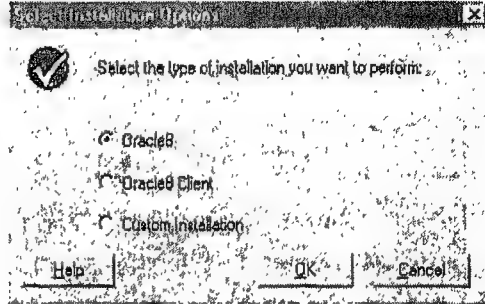 Select Installation Options
Select the type of installation you want to perform:
Oracle8
Oracle8 Client
Custom Installation
Help OK Cancel